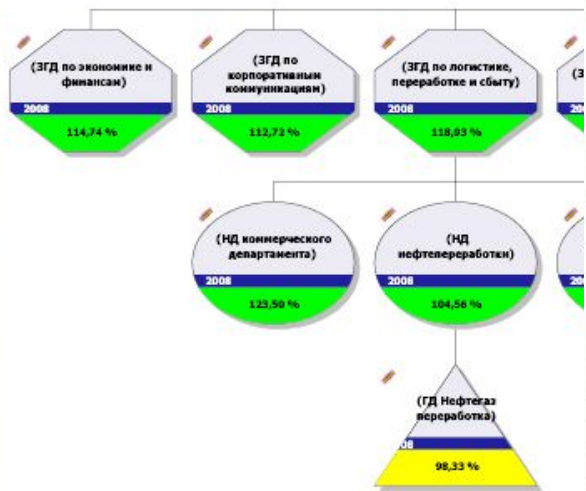 (ЗГД по экономике и
финансам)
2008
114,74 %
(ЗГД по
корпоративным
коммуникациям)
2008
112,72 %
(ЗГД по логистике,
переработке и сбыту)
2008
118,93 %
(НД коммерческого
департамента)
2008
123,50 %
(НД
нефтепереработки)
2008
104,56 %
(ГД Нефтегаз
переработка)
98,33 %